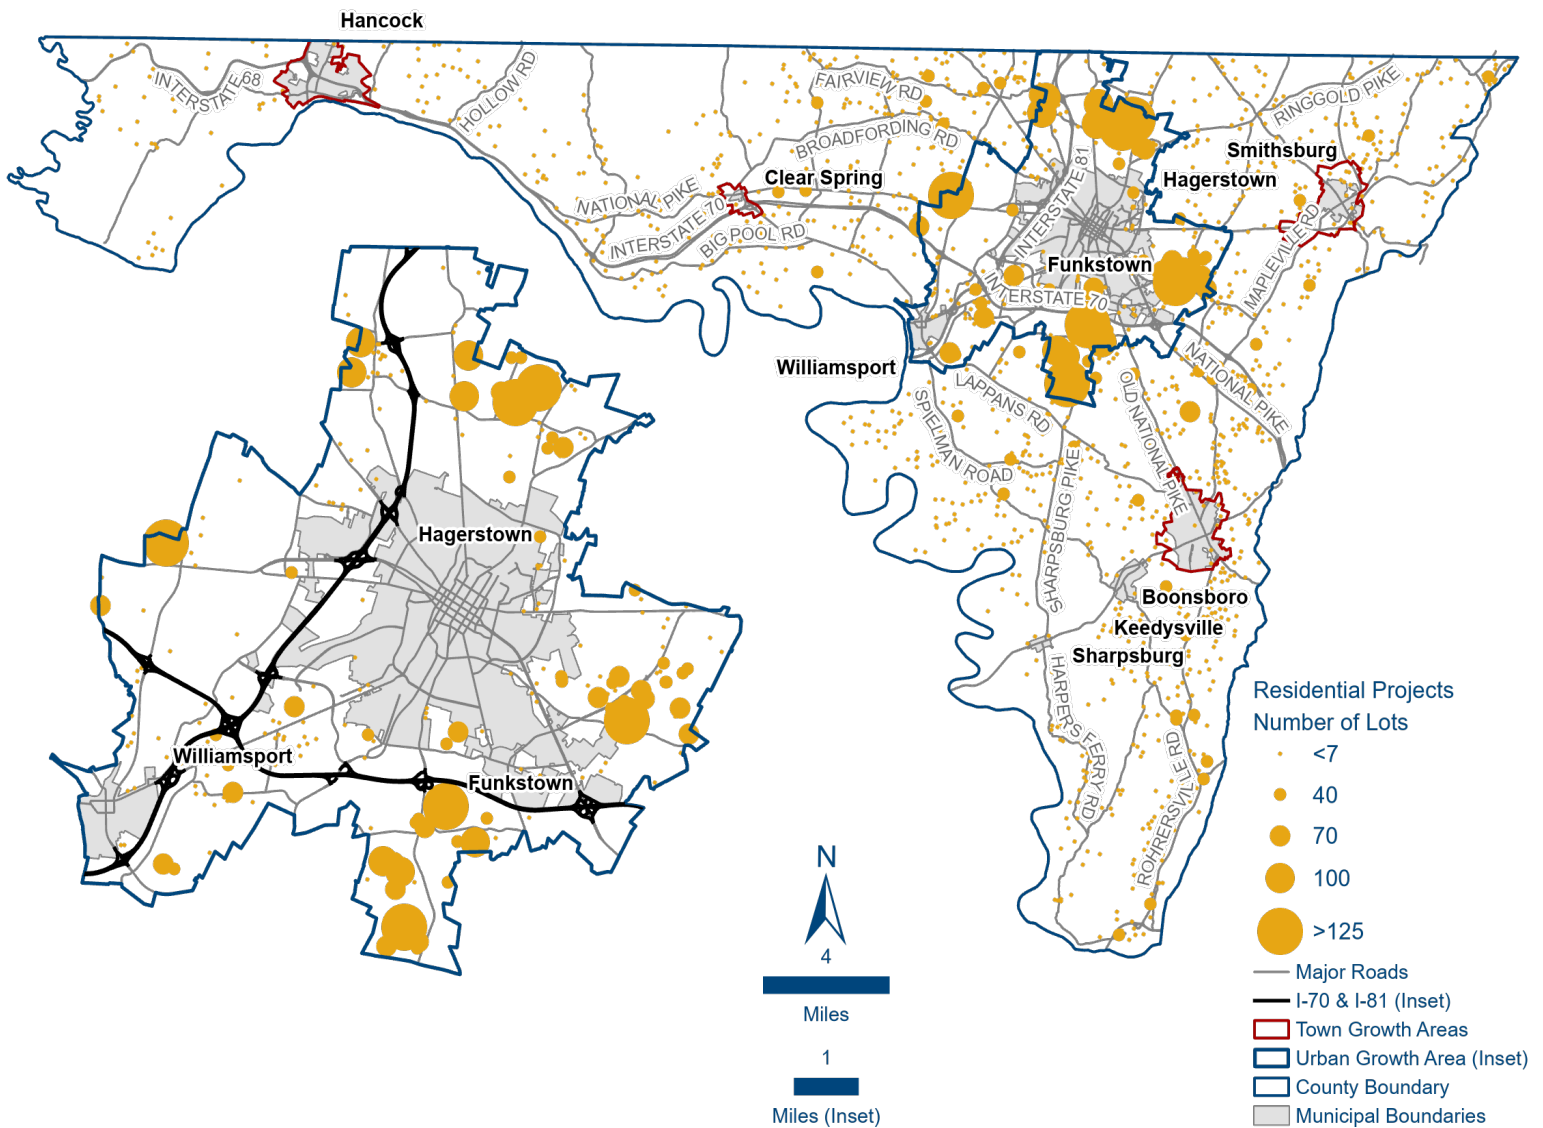 Hancock
INTERSTATE 68
HOLLOW RD
FAIRVIEW RD
BROADFORDING RD
RINGGOLD PIKE
Smithsburg
Hagerstown
Clear Spring
NATIONAL PIKE
INTERSTATE 70
BIG POOL RD
INTERSTATE 81
MAPLEVILLE RD
Funkstown
INTERSTATE 70
Williamsport
LAPPANS RD
SPIELMAN ROAD
OLD NATIONAL PIKE
NATIONAL PIKE
SHARPSBURG PIKE
Boonsboro
Keedysville
Sharpsburg
HARPERS FERRY RD
ROHRERSVILLE RD
Hagerstown
Williamsport
Funkstown
N
4
Miles
1
Miles (Inset)
Residential Projects
Number of Lots
<7
40
70
100
>125
Major Roads
I-70 & I-81 (Inset)
Town Growth Areas
Urban Growth Area (Inset)
County Boundary
Municipal Boundaries